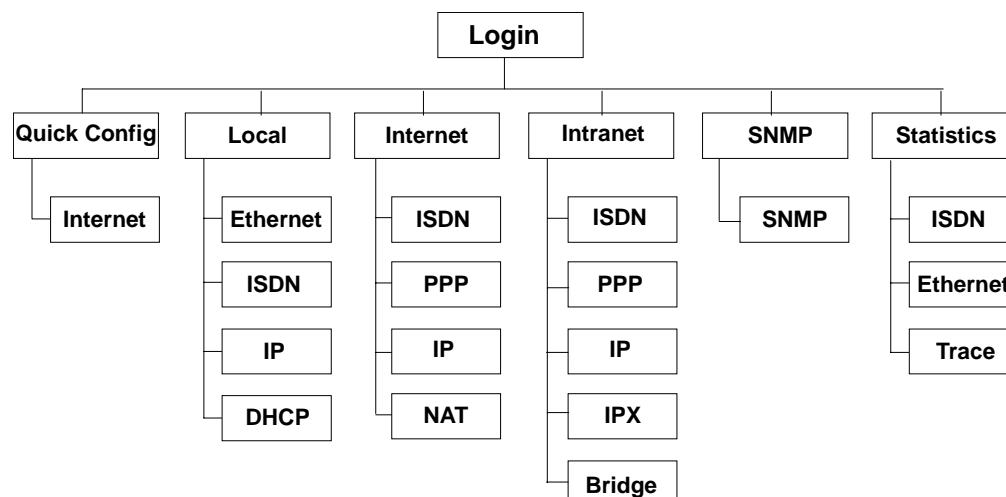 Login
Quick Config
Local
Internet
Intranet
SNMP
Statistics
Internet
Ethernet
ISDN
ISDN
SNMP
ISDN
ISDN
PPP
PPP
Ethernet
IP
IP
IP
Trace
DHCP
NAT
IPX
Bridge